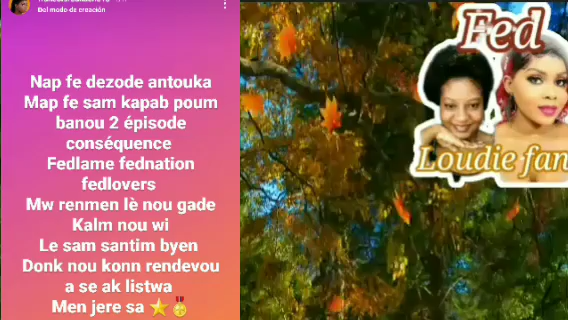 Dol modo de creación
Nap fe dezode antouka
Map fe sam kapab poum
banou 2 épisode
conséquence
Fedlame fednation
fedlovers
Mw renmen lè nou gade
Kalm nou wi
Le sam santim byen
Donk nou konn rendevou
a se ak listwa
Men jere sa
Fed
Loudie fan